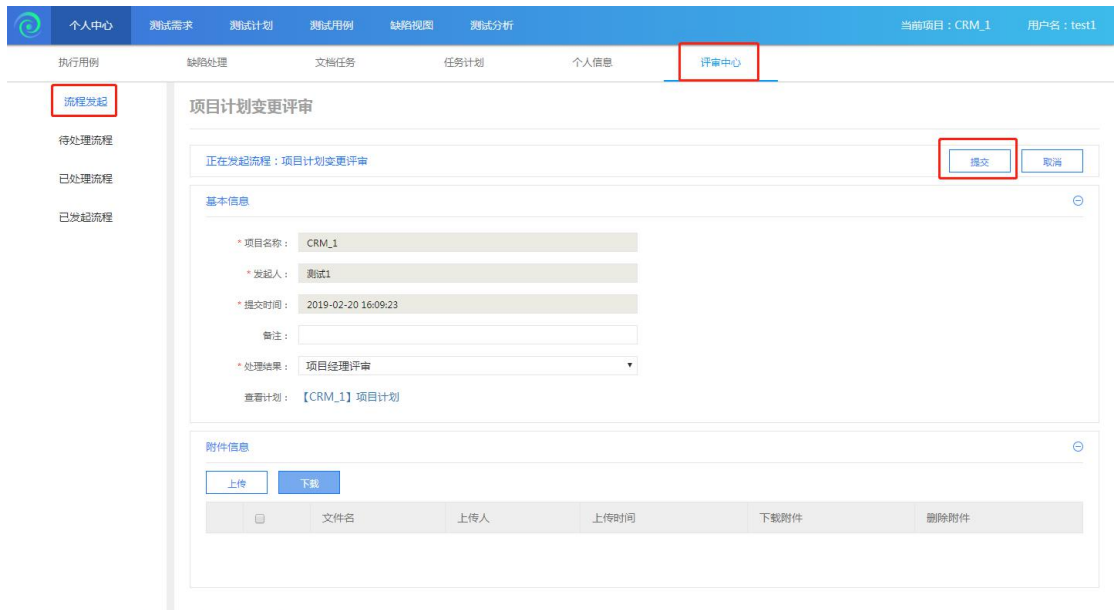 个人中心 测试需求 测试计划 测试用例 缺陷视图 测试分析 当前项目：CRM_1 用户名：test1
执行用例 缺陷处理 文档任务 任务计划 个人信息 评审中心
流程发起
待处理流程
已处理流程
已发起流程
项目计划变更评审
正在发起流程：项目计划变更评审 提交 取消
基本信息
* 项目名称： CRM_1
* 发起人： 测试1
* 提交时间： 2019-02-20 16:09:23
备注：
* 处理结果： 项目经理评审
查看计划： 【CRM_1】项目计划
附件信息
上传 下载
文件名 上传人 上传时间 下载附件 删除附件